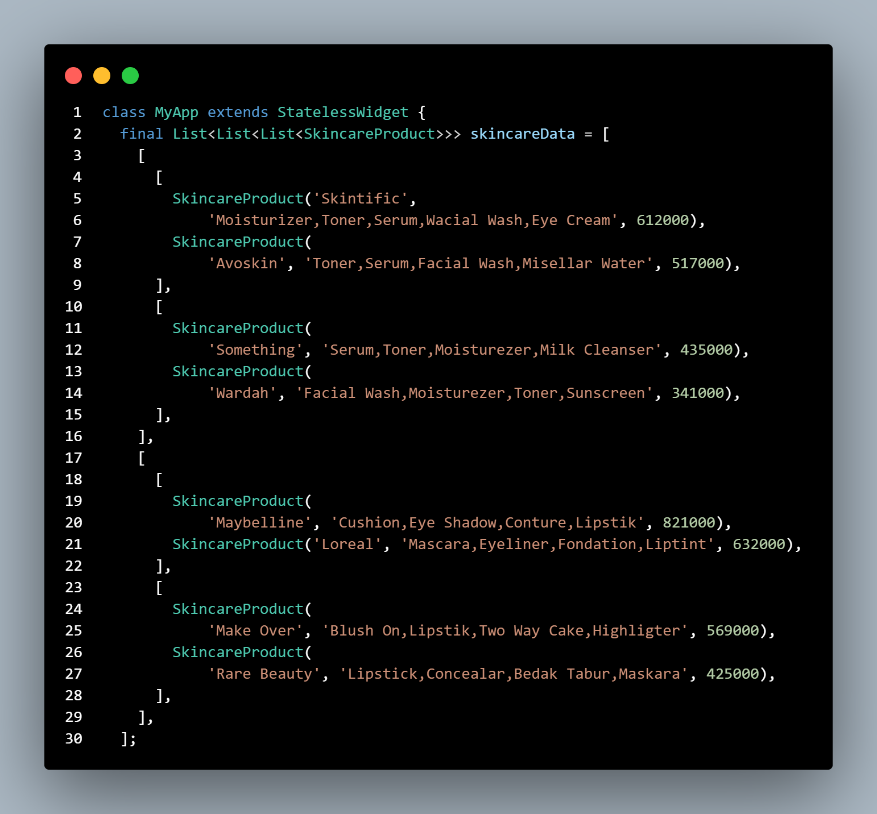 1 class MyApp extends StatelessWidget {
2   final List<List<List<SkincareProduct>>> skincareData = [
3     [
4       [
5         SkincareProduct('Skintific',
6             'Moisturizer,Toner,Serum,Wacial Wash,Eye Cream', 612000),
7         SkincareProduct(
8             'Avoskin', 'Toner,Serum,Facial Wash,Misellar Water', 517000),
9       ],
10       [
11         SkincareProduct(
12             'Something', 'Serum,Toner,Moisturezer,Milk Cleanser', 435000),
13         SkincareProduct(
14             'Wardah', 'Facial Wash,Moisturezer,Toner,Sunscreen', 341000),
15       ],
16     ],
17     [
18       [
19         SkincareProduct(
20             'Maybelline', 'Cushion,Eye Shadow,Conture,Lipstik', 821000),
21         SkincareProduct('Loreal', 'Mascara,Eyeliner,Fondation,Liptint', 632000),
22       ],
23       [
24         SkincareProduct(
25             'Make Over', 'Blush On,Lipstik,Two Way Cake,Highligter', 569000),
26         SkincareProduct(
27             'Rare Beauty', 'Lipstick,Concealar,Bedak Tabur,Maskara', 425000),
28       ],
29     ],
30   ];